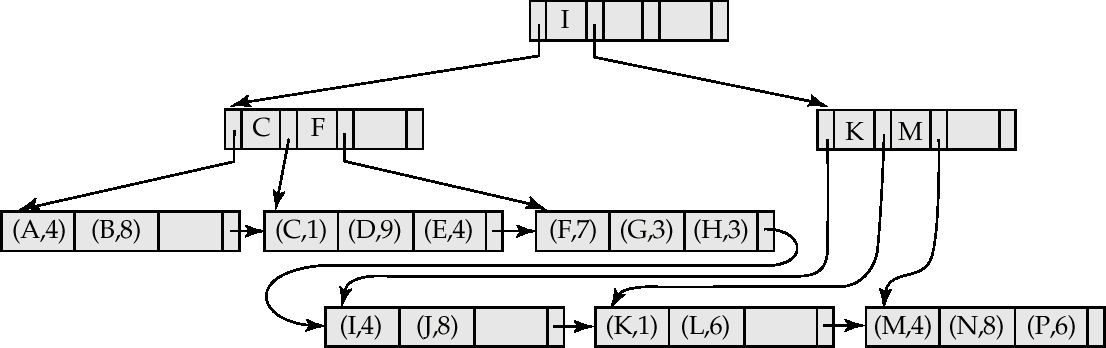 I
C F
K M
(A,4) (B,8) (C,1) (D,9) (E,4) (F,7) (G,3) (H,3)
(I,4) (J,8) (K,1) (L,6) (M,4) (N,8) (P,6)